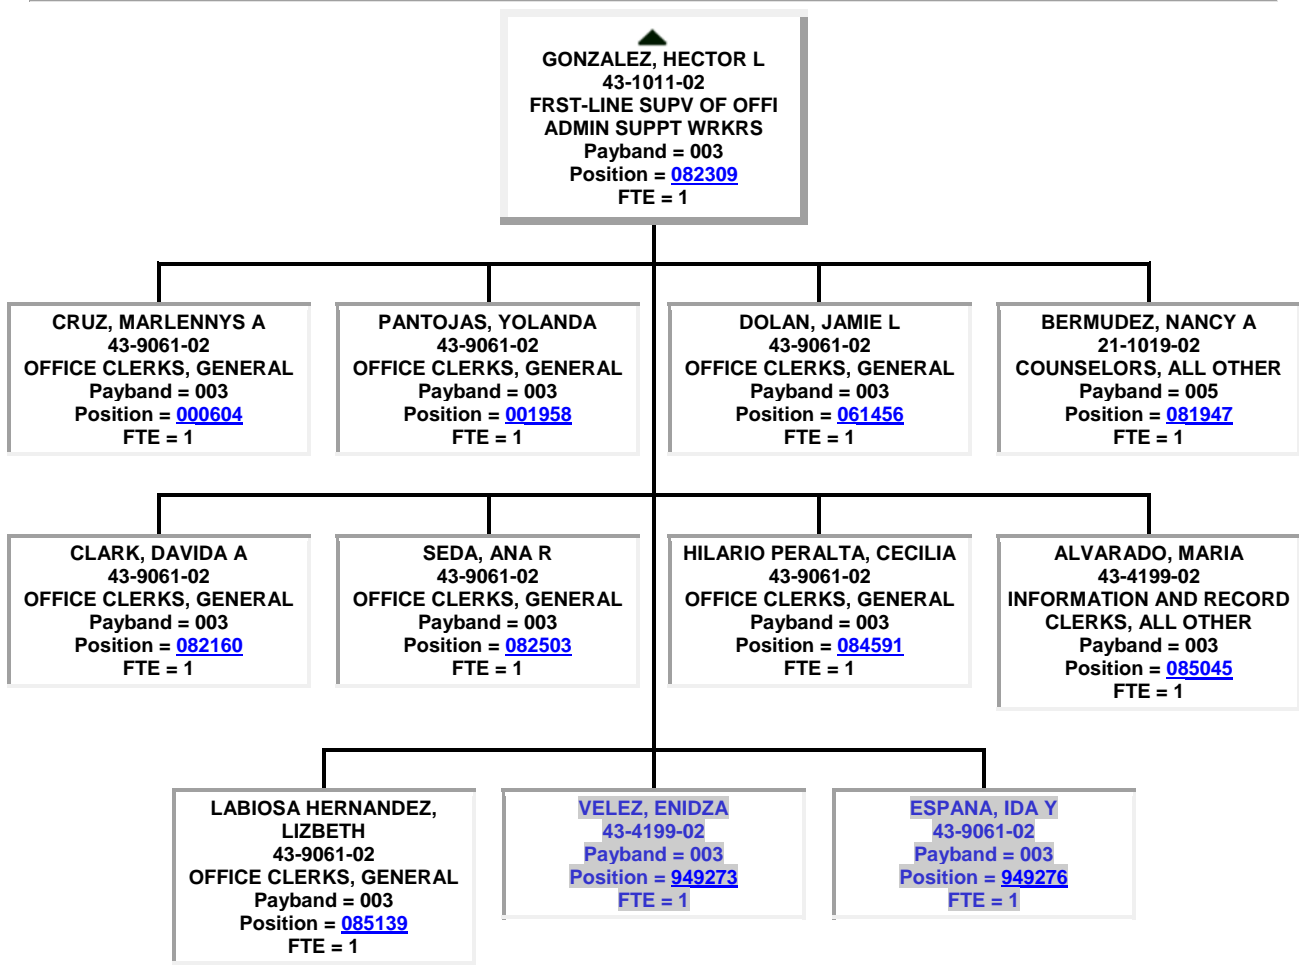 GONZALEZ, HECTOR L
43-1011-02
FRST-LINE SUPV OF OFFI
ADMIN SUPPT WRKRS
Payband = 003
Position = 082309
FTE = 1
CRUZ, MARLENNYS A
43-9061-02
OFFICE CLERKS, GENERAL
Payband = 003
Position = 000604
FTE = 1
PANTOJAS, YOLANDA
43-9061-02
OFFICE CLERKS, GENERAL
Payband = 003
Position = 001958
FTE = 1
DOLAN, JAMIE L
43-9061-02
OFFICE CLERKS, GENERAL
Payband = 003
Position = 061456
FTE = 1
BERMUDEZ, NANCY A
21-1019-02
COUNSELORS, ALL OTHER
Payband = 005
Position = 081947
FTE = 1
CLARK, DAVIDA A
43-9061-02
OFFICE CLERKS, GENERAL
Payband = 003
Position = 082160
FTE = 1
SEDA, ANA R
43-9061-02
OFFICE CLERKS, GENERAL
Payband = 003
Position = 082503
FTE = 1
HILARIO PERALTA, CECILIA
43-9061-02
OFFICE CLERKS, GENERAL
Payband = 003
Position = 084591
FTE = 1
ALVARADO, MARIA
43-4199-02
INFORMATION AND RECORD
CLERKS, ALL OTHER
Payband = 003
Position = 085045
FTE = 1
LABIOSA HERNANDEZ,
LIZBETH
43-9061-02
OFFICE CLERKS, GENERAL
Payband = 003
Position = 085139
FTE = 1
VELEZ, ENIDZA
43-4199-02
Payband = 003
Position = 949273
FTE = 1
ESPANA, IDA Y
43-9061-02
Payband = 003
Position = 949276
FTE = 1